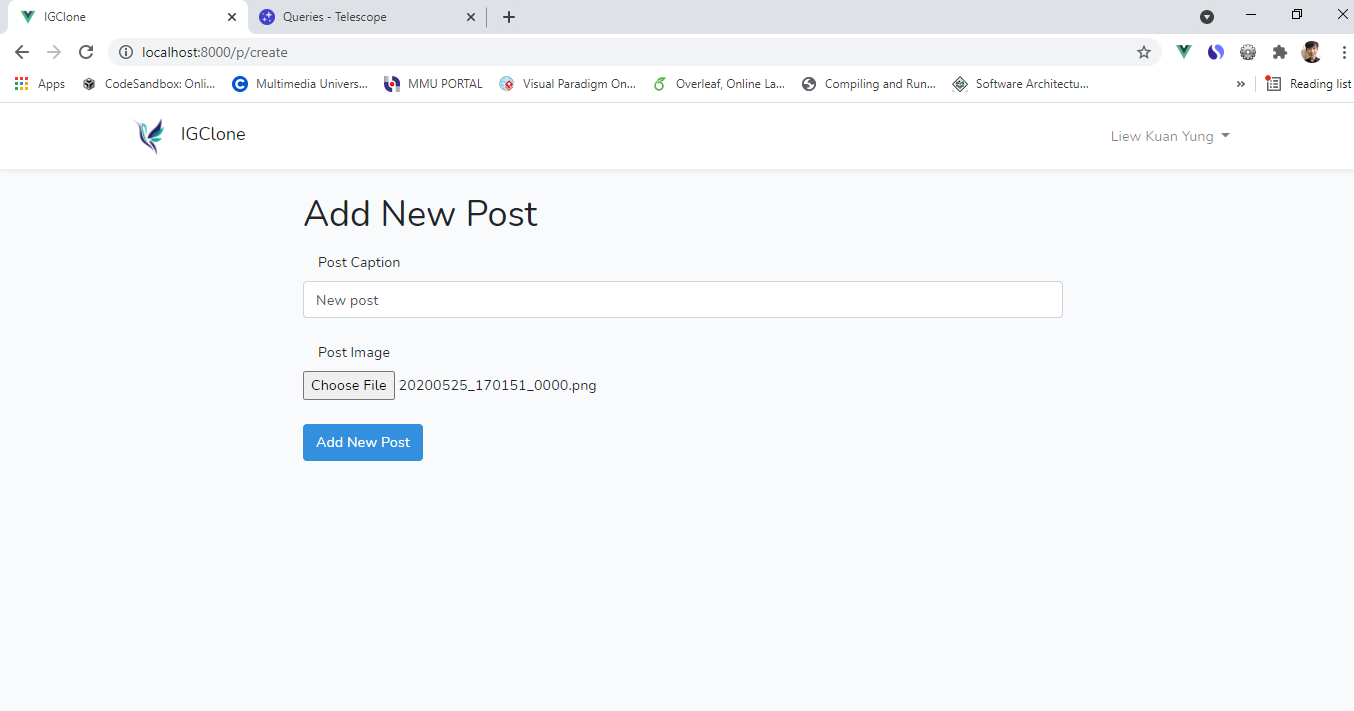 IGClone
Queries - Telescope
localhost:8000/p/create
Apps
CodeSandbox: Onli...
Multimedia Univers...
MMU PORTAL
Visual Paradigm On...
Overleaf, Online La...
Compiling and Run...
Software Architectu...
»
Reading list
IGClone
Liew Kuan Yung
Add New Post
Post Caption
New post
Post Image
Choose File 20200525_170151_0000.png
Add New Post